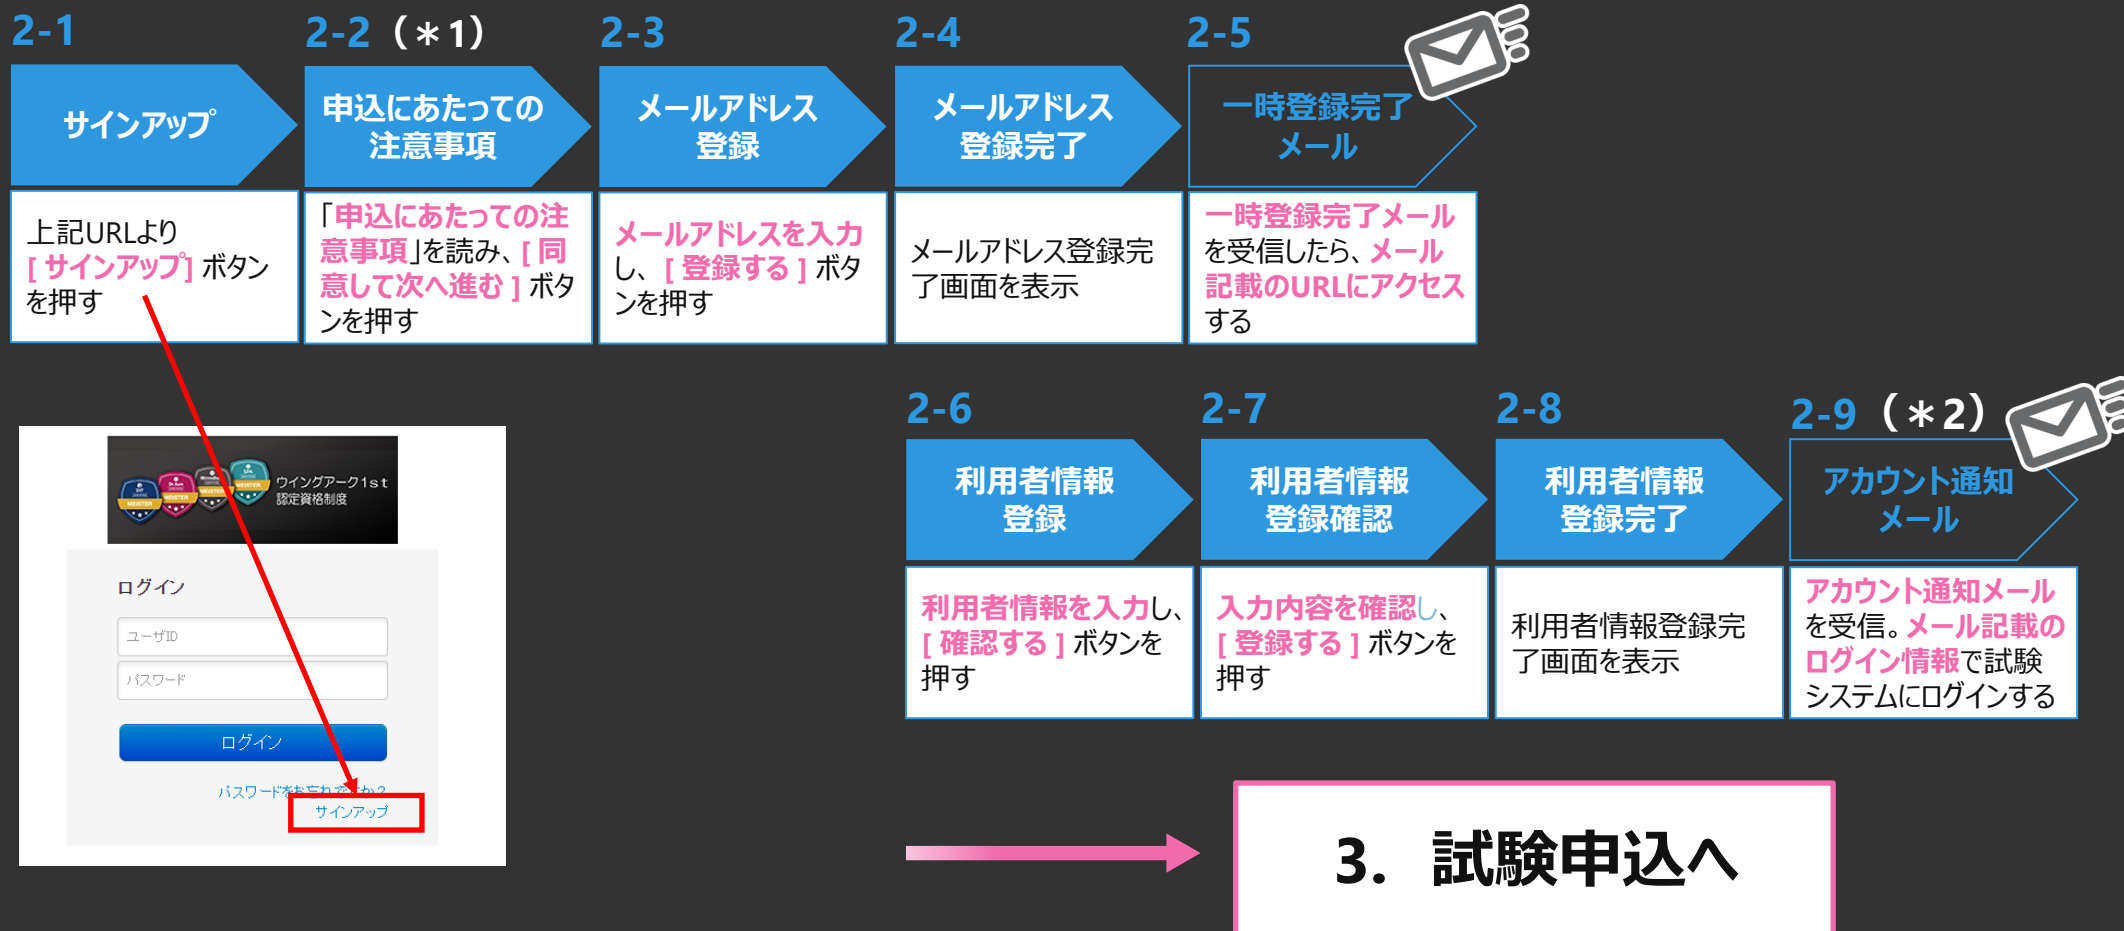 2-1
サインアップ
上記URLより
[ サインアップ] ボタン
を押す
2-2（＊1）
申込にあたっての
注意事項
「申込にあたっての注
意事項」を読み、[ 同
意して次へ進む ] ボタ
ンを押す
2-3
メールアドレス
登録
メールアドレスを入力
し、[ 登録する ] ボタ
ンを押す
2-4
メールアドレス
登録完了
メールアドレス登録完
了画面を表示
2-5
一時登録完了
メール
一時登録完了メール
を受信したら、メール
記載のURLにアクセス
する
ウイングアーク1st
認定資格制度
ログイン
ユーザID
パスワード
ログイン
パスワードをお忘れですか？
サインアップ
2-6
利用者情報
登録
利用者情報を入力し、
[ 確認する ] ボタンを
押す
2-7
利用者情報
登録確認
入力内容を確認し、
[ 登録する ] ボタンを
押す
2-8
利用者情報
登録完了
利用者情報登録完
了画面を表示
2-9（＊2）
アカウント通知
メール
アカウント通知メール
を受信。メール記載の
ログイン情報で試験
システムにログインする
3．試験申込へ